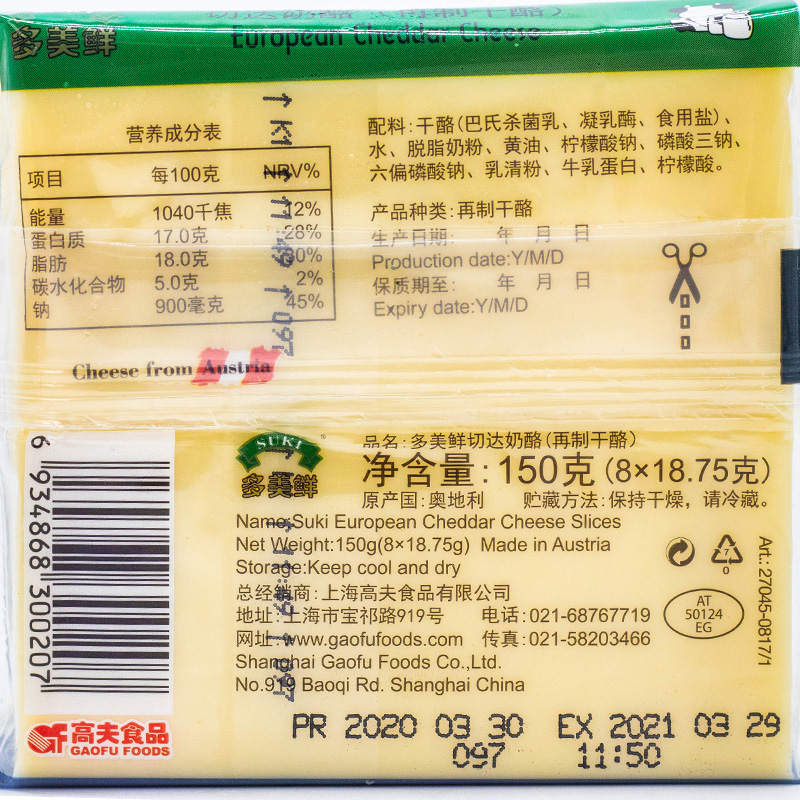 切达奶酪（再制干酪）
多美鲜
European Cheddar Cheese
营养成分表
项目 每100克 NRV%
能量 1040千焦 12%
蛋白质 17.0克 28%
脂肪 18.0克 30%
碳水化合物 5.0克 2%
钠 900毫克 45%
配料:干酪(巴氏杀菌乳、凝乳酶、食用盐)、
水、脱脂奶粉、黄油、柠檬酸钠、磷酸三钠、
六偏磷酸钠、乳清粉、牛乳蛋白、柠檬酸。
产品种类:再制干酪
生产日期: 年 月 日
Production date:Y/M/D
保质期至: 年 月 日
Expiry date:Y/M/D
↑ K1 ↑ 11:49 ↑ 097
Cheese from Austria
6 934868 300207
SUKI
多美鲜
品名:多美鲜切达奶酪(再制干酪)
净含量:150克(8×18.75克)
原产国:奥地利 贮藏方法:保持干燥，请冷藏。
Name:Suki European Cheddar Cheese Slices
Net Weight:150g(8×18.75g) Made in Austria
Storage:Keep cool and dry
总经销商:上海高夫食品有限公司
地址:上海市宝祁路919号 电话:021-68767719
网址:www.gaofufoods.com 传真:021-58203466
Shanghai Gaofu Foods Co.,Ltd.
No.919 Baoqi Rd. Shanghai China
7
0
AT
50124
EG
Art.: 27045-0817/1
高夫食品
GAOFU FOODS
PR 2020 03 30 EX 2021 03 29
097 11:50